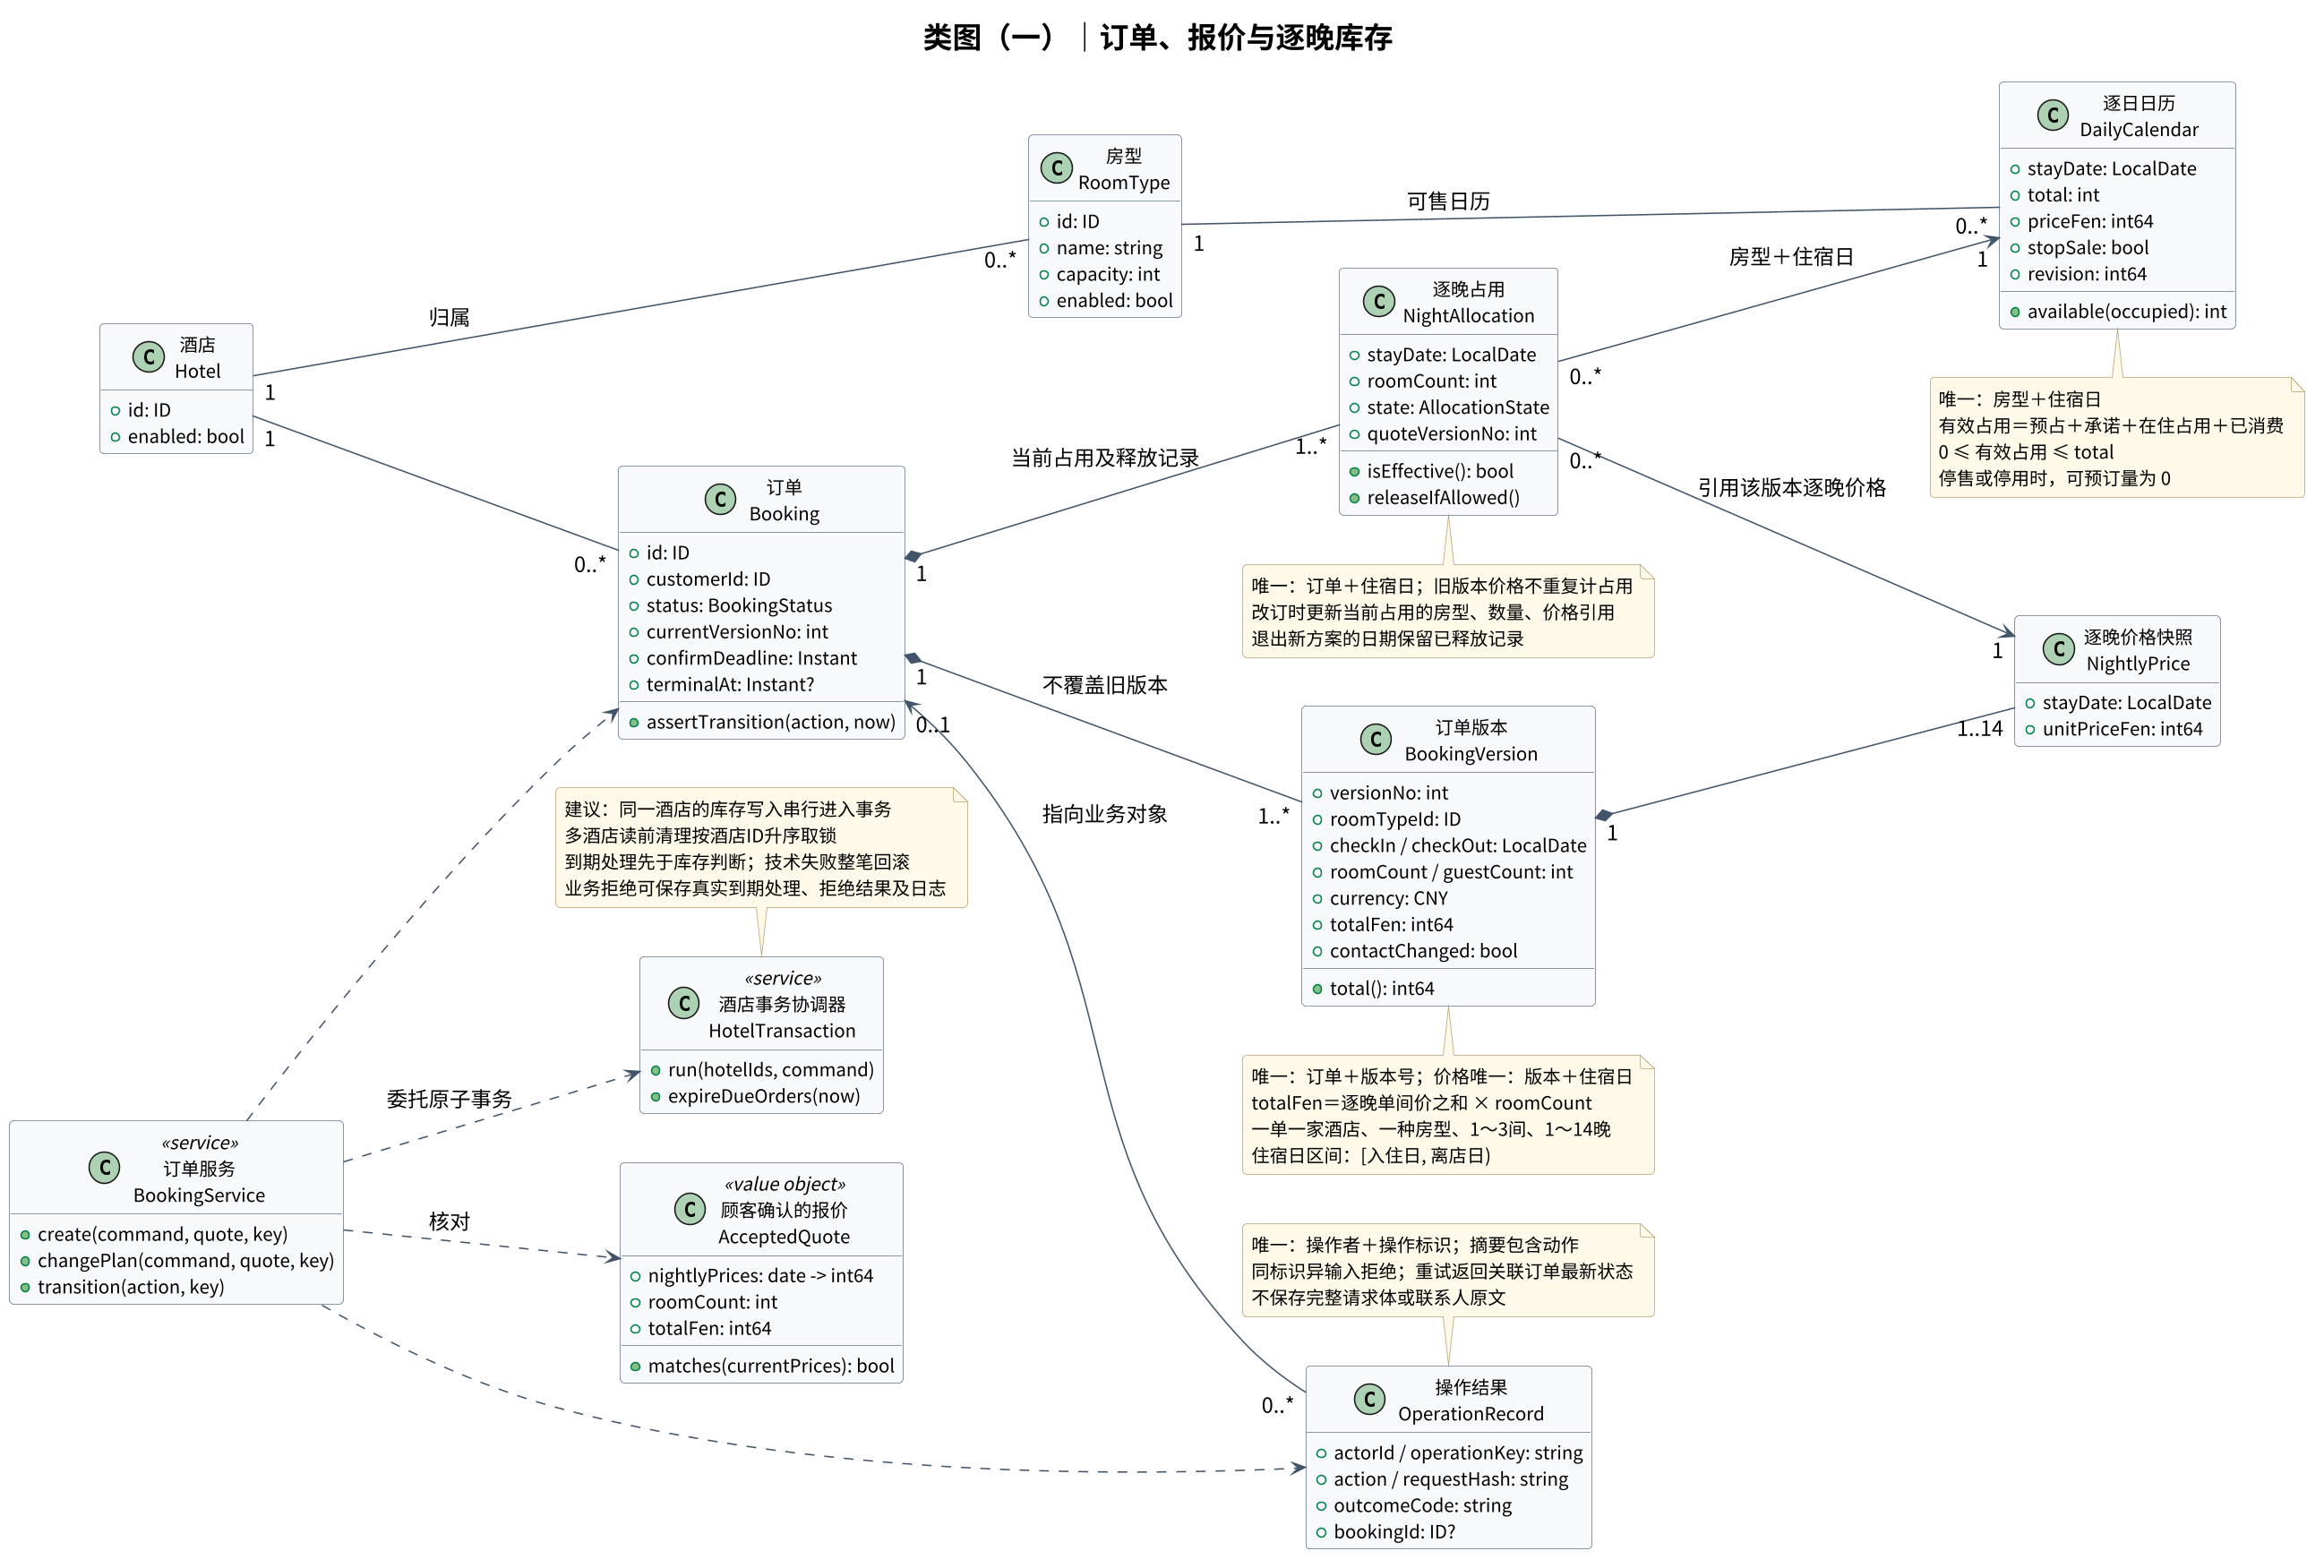 类图（一）｜订单、报价与逐晚库存
逐日日历
DailyCalendar
stayDate: LocalDate
total: int
priceFen: int64
stopSale: bool
revision: int64
available(occupied): int
房型
RoomType
id: ID
name: string
capacity: int
enabled: bool
可售日历
1
0..*
房型＋住宿日
1
0..*
归属
1
0..*
逐晚占用
NightAllocation
stayDate: LocalDate
roomCount: int
state: AllocationState
quoteVersionNo: int
isEffective(): bool
releaseIfAllowed()
0..*
酒店
Hotel
id: ID
enabled: bool
1
0..*
唯一：房型＋住宿日
有效占用＝预占＋承诺＋在住占用＋已消费
0 ≤ 有效占用 ≤ total
停售或停用时，可预订量为 0
当前占用及释放记录
1..*
1
引用该版本逐晚价格
1
订单
Booking
id: ID
customerId: ID
status: BookingStatus
currentVersionNo: int
confirmDeadline: Instant
terminalAt: Instant?
assertTransition(action, now)
唯一：订单＋住宿日；旧版本价格不重复计占用
改订时更新当前占用的房型、数量、价格引用
退出新方案的日期保留已释放记录
逐晚价格快照
NightlyPrice
stayDate: LocalDate
unitPriceFen: int64
1
不覆盖旧版本
1..*
0..1
1..14
1
订单版本
BookingVersion
versionNo: int
roomTypeId: ID
checkIn / checkOut: LocalDate
roomCount / guestCount: int
currency: CNY
totalFen: int64
contactChanged: bool
total(): int64
指向业务对象
建议：同一酒店的库存写入串行进入事务
多酒店读前清理按酒店ID升序取锁
到期处理先于库存判断；技术失败整笔回滚
业务拒绝可保存真实到期处理、拒绝结果及日志
«service»
酒店事务协调器
HotelTransaction
run(hotelIds, command)
expireDueOrders(now)
委托原子事务
唯一：订单＋版本号；价格唯一：版本＋住宿日
totalFen＝逐晚单间价之和 × roomCount
一单一家酒店、一种房型、1～3间、1～14晚
住宿日区间：[入住日, 离店日)
«service»
订单服务
BookingService
create(command, quote, key)
changePlan(command, quote, key)
transition(action, key)
核对
«value object»
顾客确认的报价
AcceptedQuote
nightlyPrices: date -> int64
roomCount: int
totalFen: int64
matches(currentPrices): bool
唯一：操作者＋操作标识；摘要包含动作
同标识异输入拒绝；重试返回关联订单最新状态
不保存完整请求体或联系人原文
0..*
操作结果
OperationRecord
actorId / operationKey: string
action / requestHash: string
outcomeCode: string
bookingId: ID?